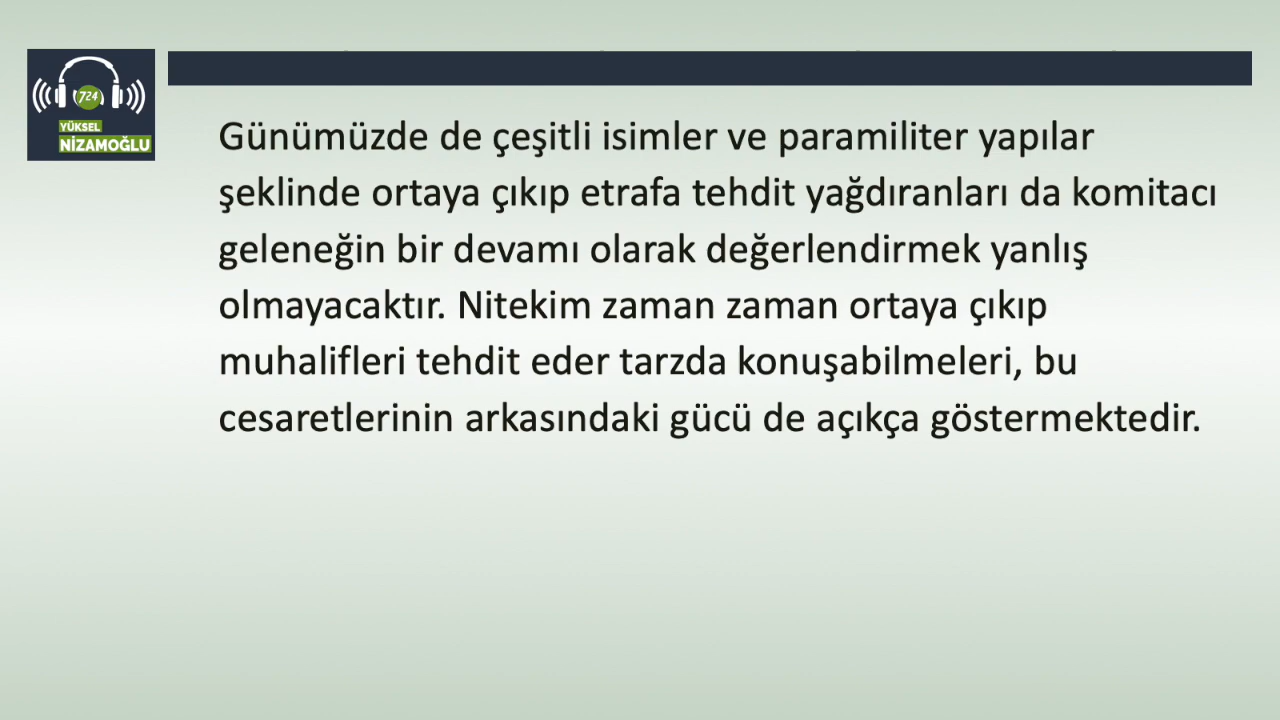 724
YÜKSEL
NİZAMOĞLU
Günümüzde de çeşitli isimler ve paramiliter yapılar
şeklinde ortaya çıkıp etrafa tehdit yağdıranları da komitacı
geleneğin bir devamı olarak değerlendirmek yanlış
olmayacaktır. Nitekim zaman zaman ortaya çıkıp
muhalifleri tehdit eder tarzda konuşabilmeleri, bu
cesaretlerinin arkasındaki gücü de açıkça göstermektedir.